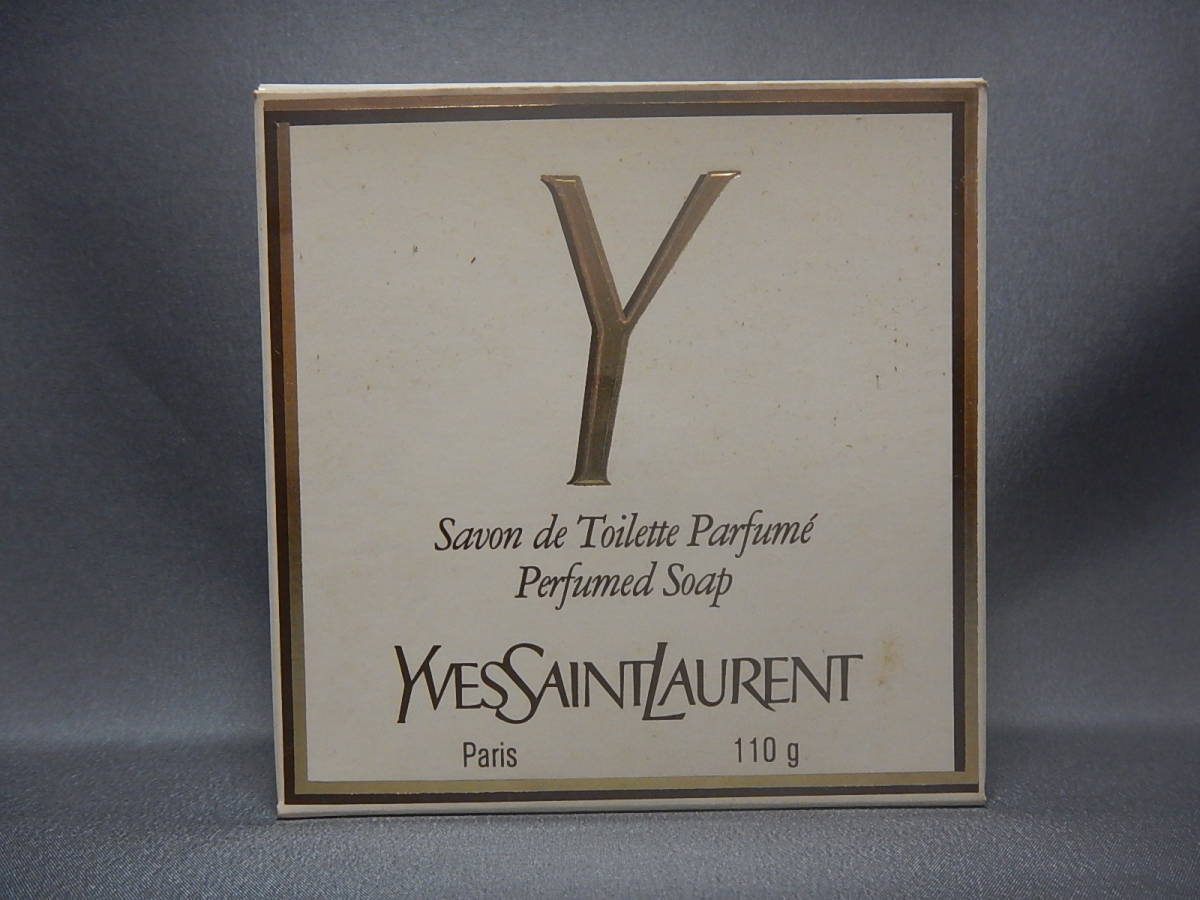 Y
Savon de Toilette Parfumé
Perfumed Soap
YVESSAINTLAURENT
Paris 110 g